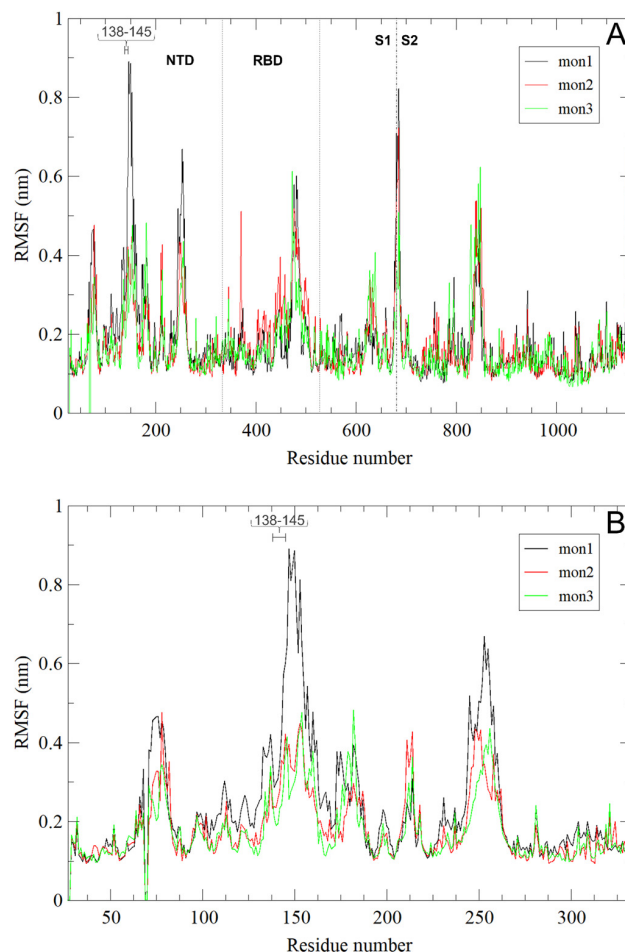 138-145
A
NTD
RBD
S1
S2
mon1
mon2
mon3
1
0.8
0.6
0.4
0.2
0
RMSF (nm)
200
400
600
800
1000
Residue number
B
138-145
mon1
mon2
mon3
1
0.8
0.6
0.4
0.2
0
RMSF (nm)
50
100
150
200
250
300
Residue number